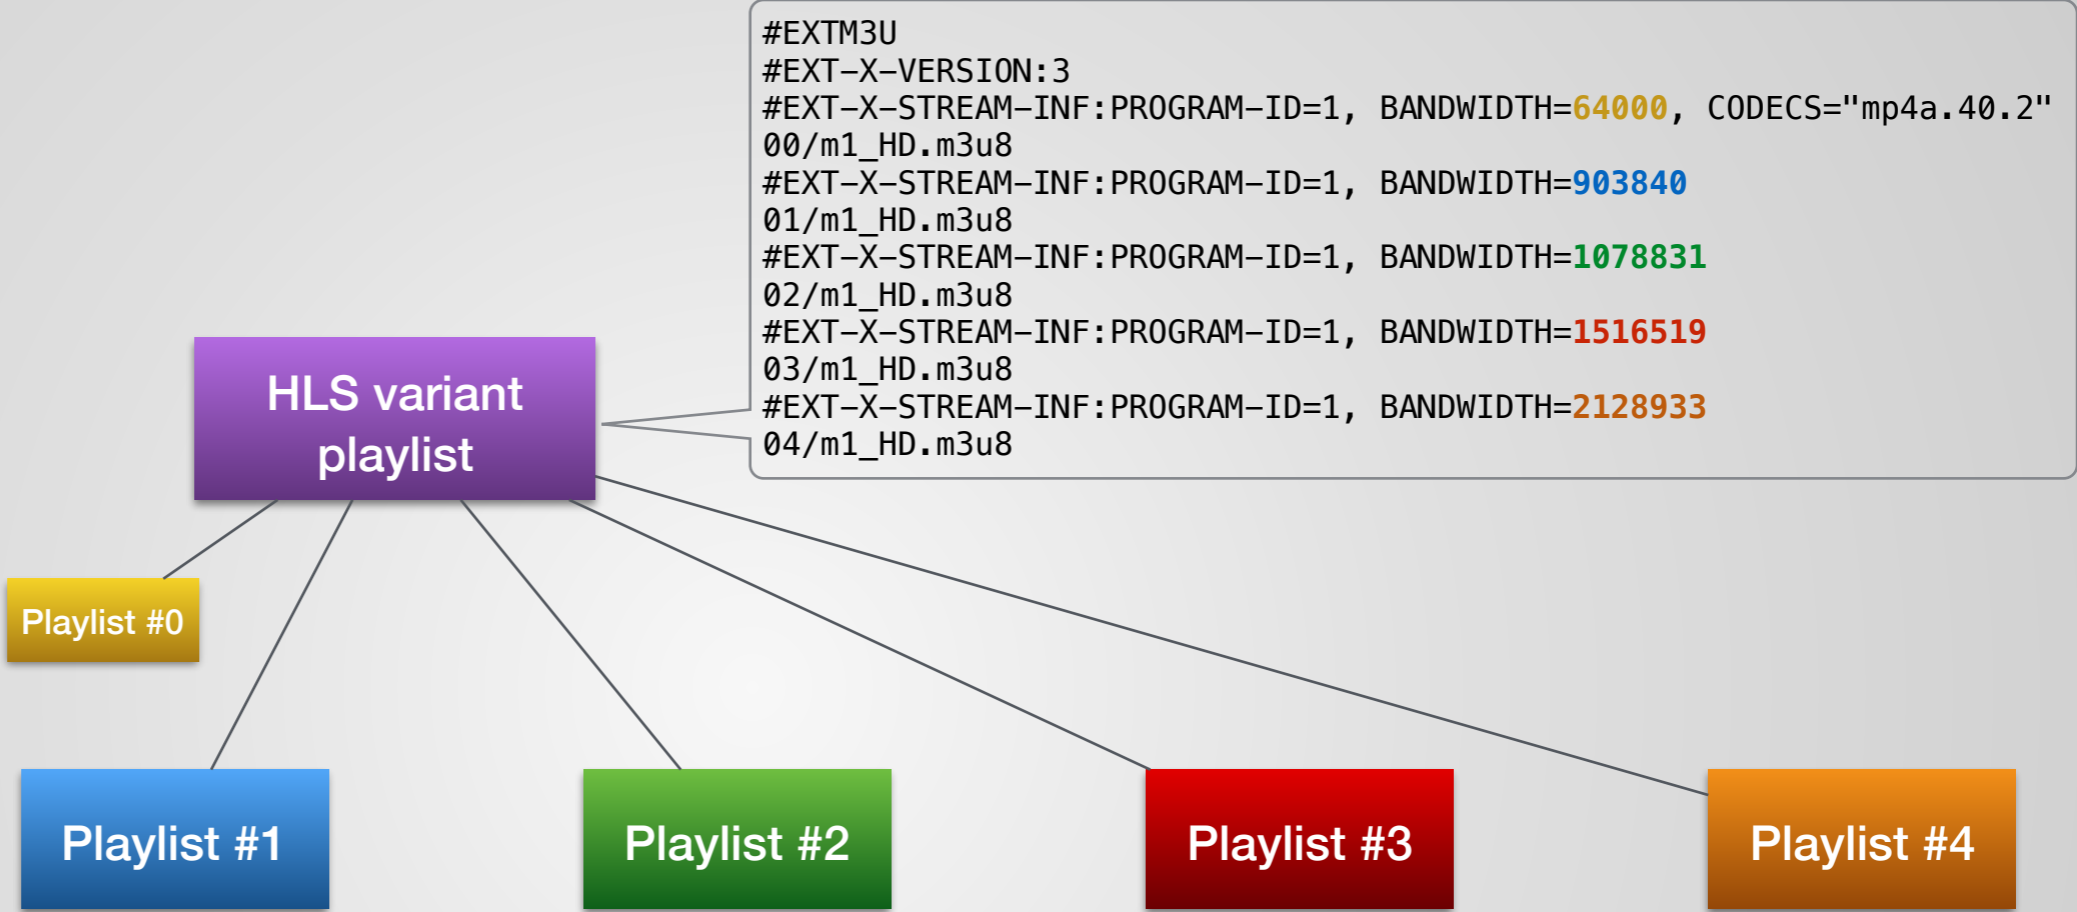 #EXTM3U
#EXT-X-VERSION:3
#EXT-X-STREAM-INF:PROGRAM-ID=1, BANDWIDTH=64000, CODECS="mp4a.40.2"
00/m1_HD.m3u8
#EXT-X-STREAM-INF:PROGRAM-ID=1, BANDWIDTH=903840
01/m1_HD.m3u8
#EXT-X-STREAM-INF:PROGRAM-ID=1, BANDWIDTH=1078831
02/m1_HD.m3u8
#EXT-X-STREAM-INF:PROGRAM-ID=1, BANDWIDTH=1516519
03/m1_HD.m3u8
#EXT-X-STREAM-INF:PROGRAM-ID=1, BANDWIDTH=2128933
04/m1_HD.m3u8
HLS variant
playlist
Playlist #0
Playlist #1
Playlist #2
Playlist #3
Playlist #4